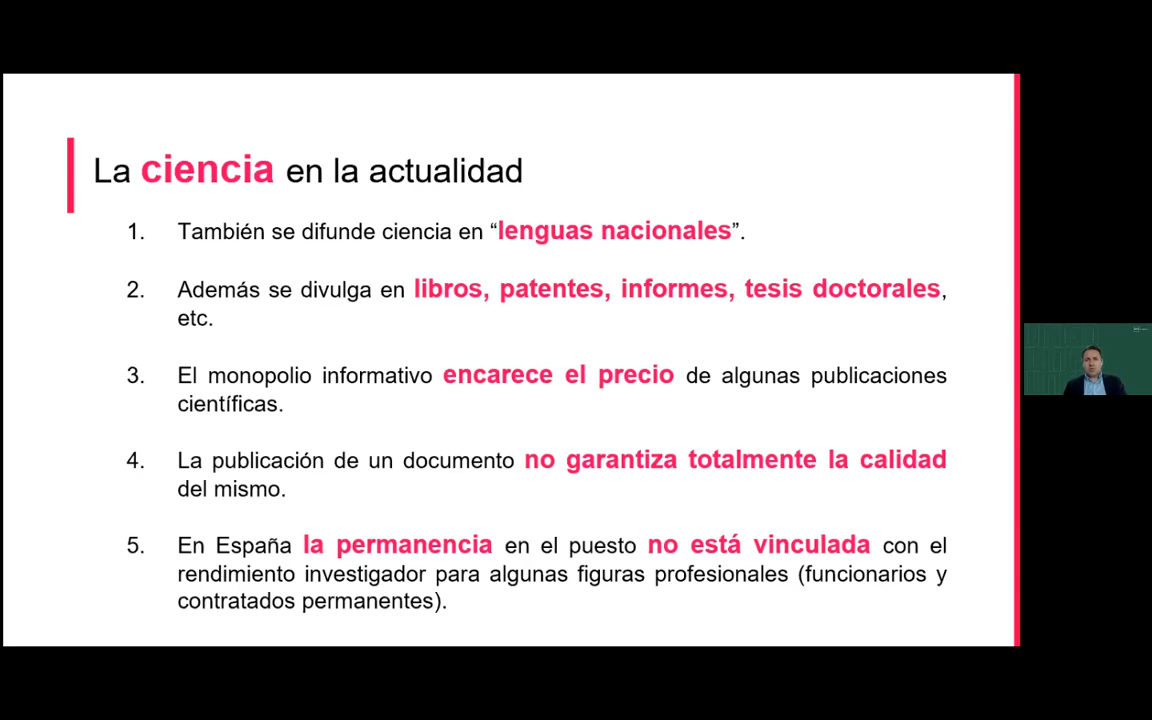 La ciencia en la actualidad
1. También se difunde ciencia en “lenguas nacionales”.
2. Además se divulga en libros, patentes, informes, tesis doctorales,
etc.
3. El monopolio informativo encarece el precio de algunas publicaciones
científicas.
4. La publicación de un documento no garantiza totalmente la calidad
del mismo.
5. En España la permanencia en el puesto no está vinculada con el
rendimiento investigador para algunas figuras profesionales (funcionarios y
contratados permanentes).